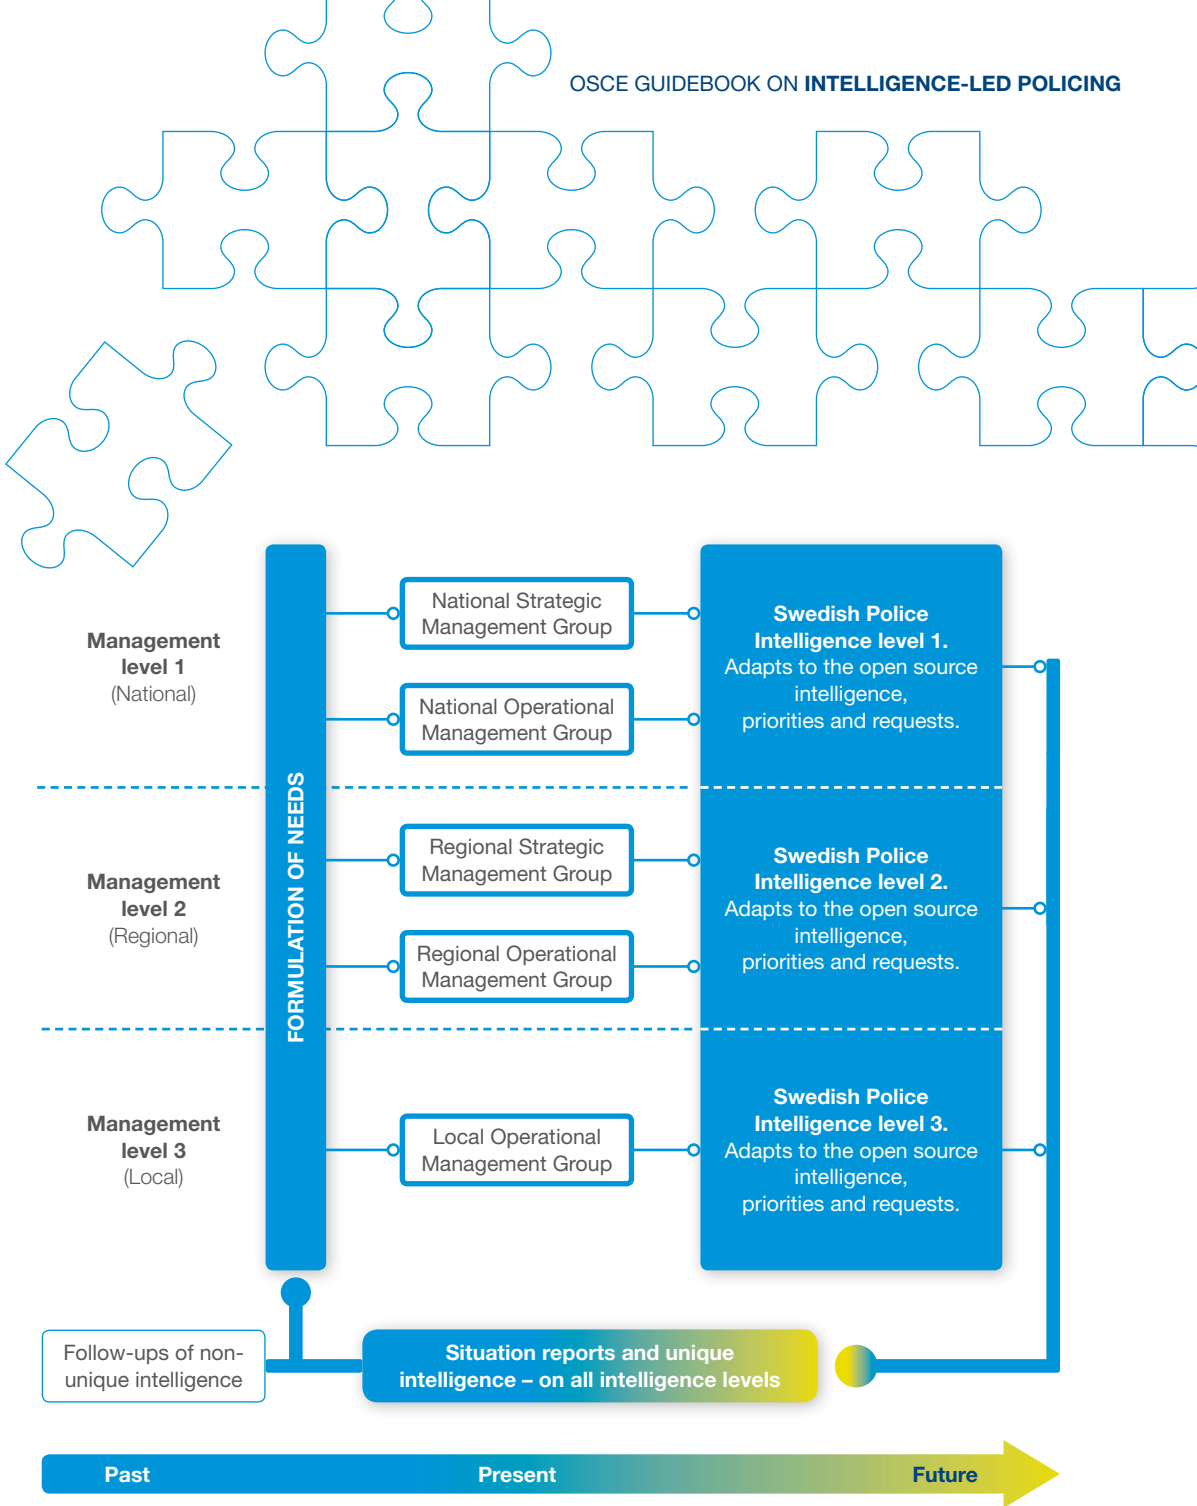 OSCE GUIDEBOOK ON INTELLIGENCE-LED POLICING
Management
level 1
(National)
FORMULATION OF NEEDS
National Strategic
Management Group
National Operational
Management Group
Swedish Police
Intelligence level 1.
Adapts to the open source
intelligence,
priorities and requests.
Management
level 2
(Regional)
Regional Strategic
Management Group
Regional Operational
Management Group
Swedish Police
Intelligence level 2.
Adapts to the open source
intelligence,
priorities and requests.
Management
level 3
(Local)
Local Operational
Management Group
Swedish Police
Intelligence level 3.
Adapts to the open source
intelligence,
priorities and requests.
Follow-ups of non-
unique intelligence
Situation reports and unique
intelligence – on all intelligence levels
Past
Present
Future